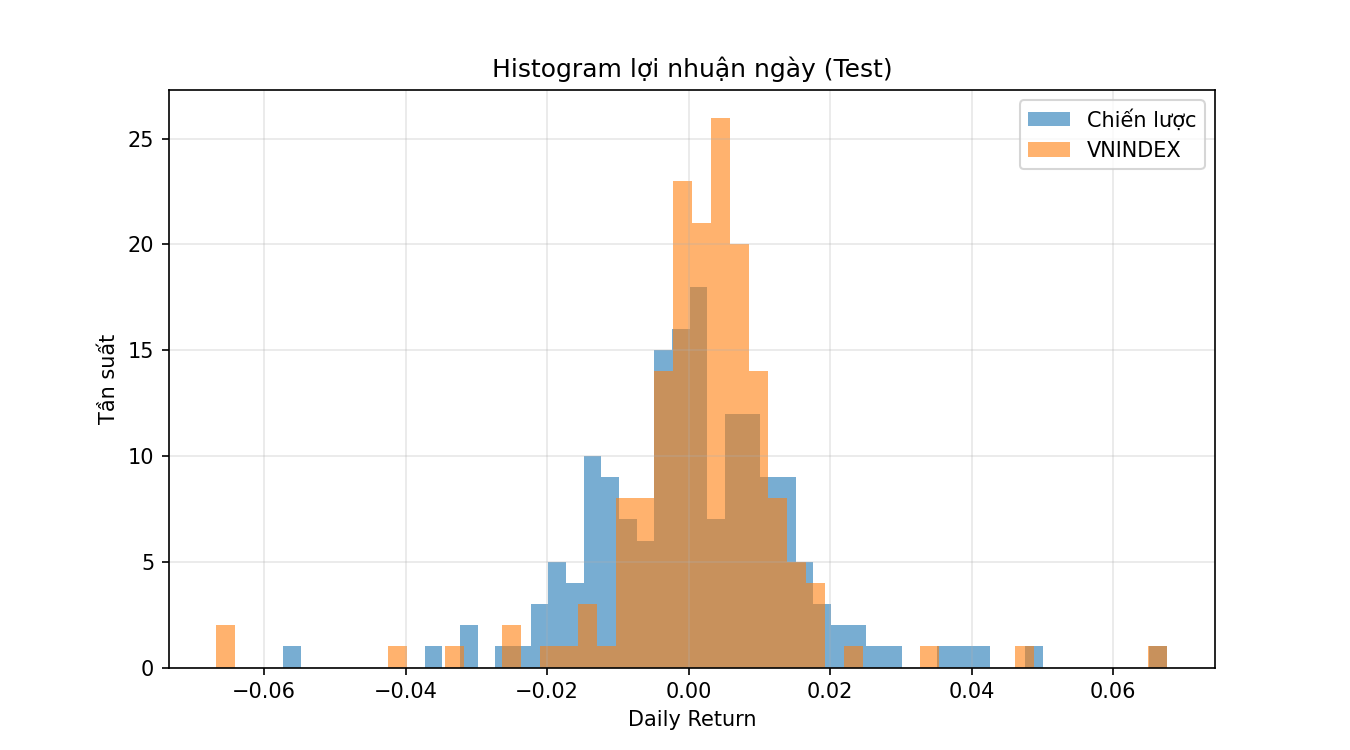 Histogram lợi nhuận ngày (Test)
Chiến lược
VNINDEX
25
20
15
10
5
0
Tần suất
−0.06
−0.04
−0.02
0.00
0.02
0.04
0.06
Daily Return